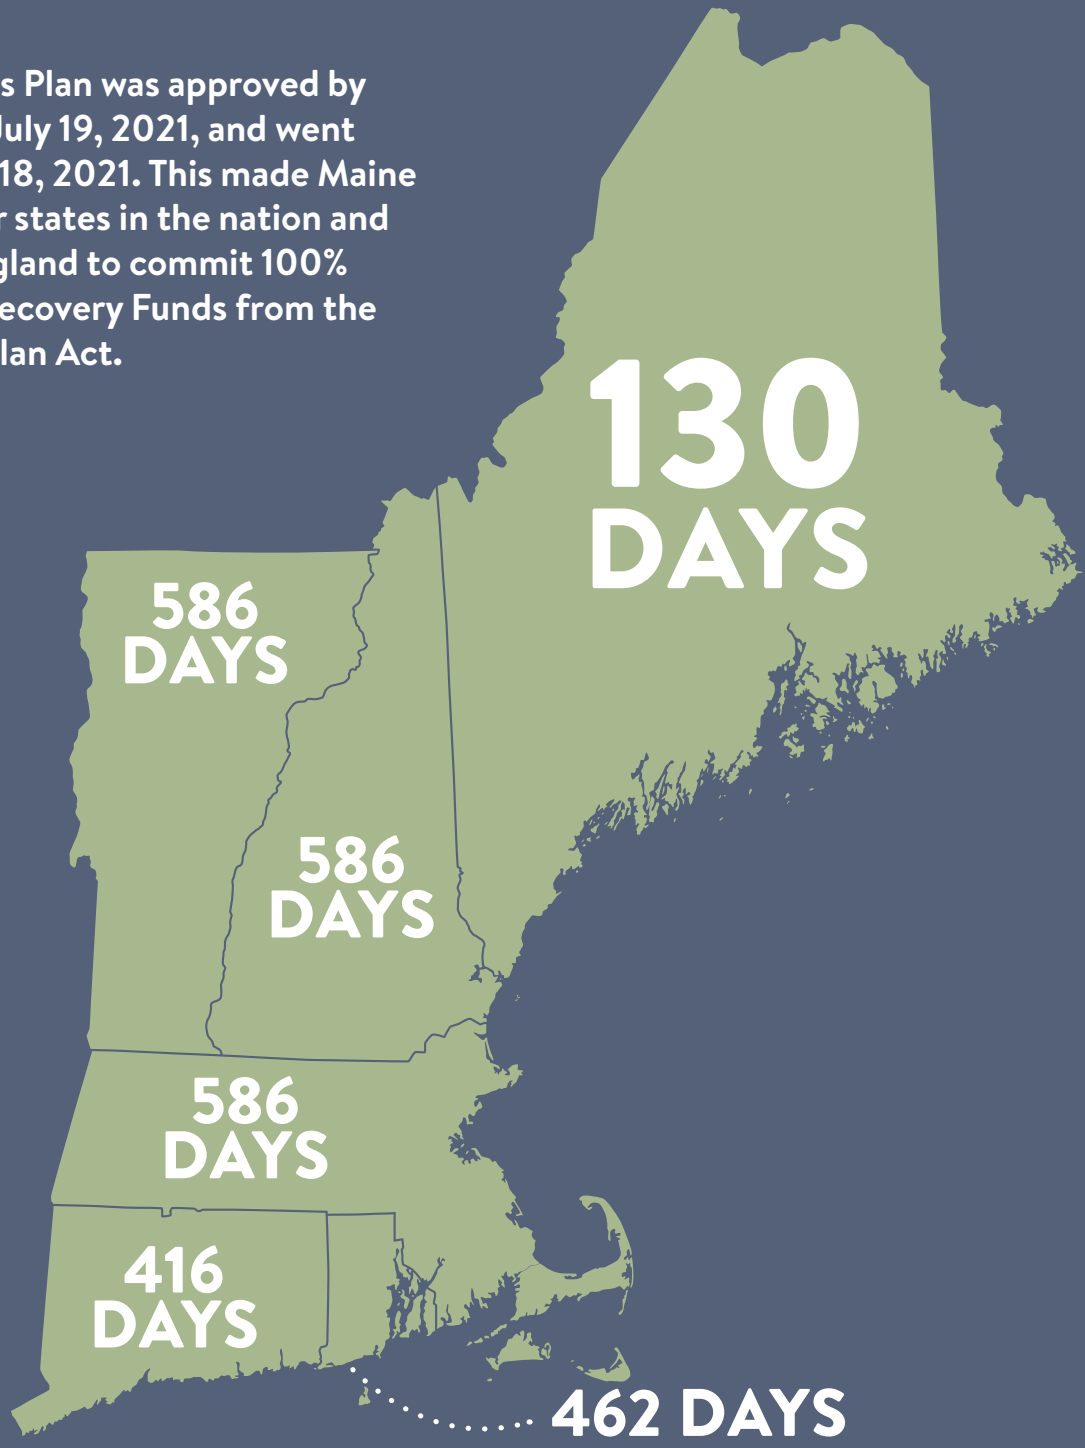 s Plan was approved by
July 19, 2021, and went
18, 2021. This made Maine
r states in the nation and
gland to commit 100%
ecovery Funds from the
lan Act.
130
DAYS
586
DAYS
586
DAYS
586
DAYS
416
DAYS
462 DAYS